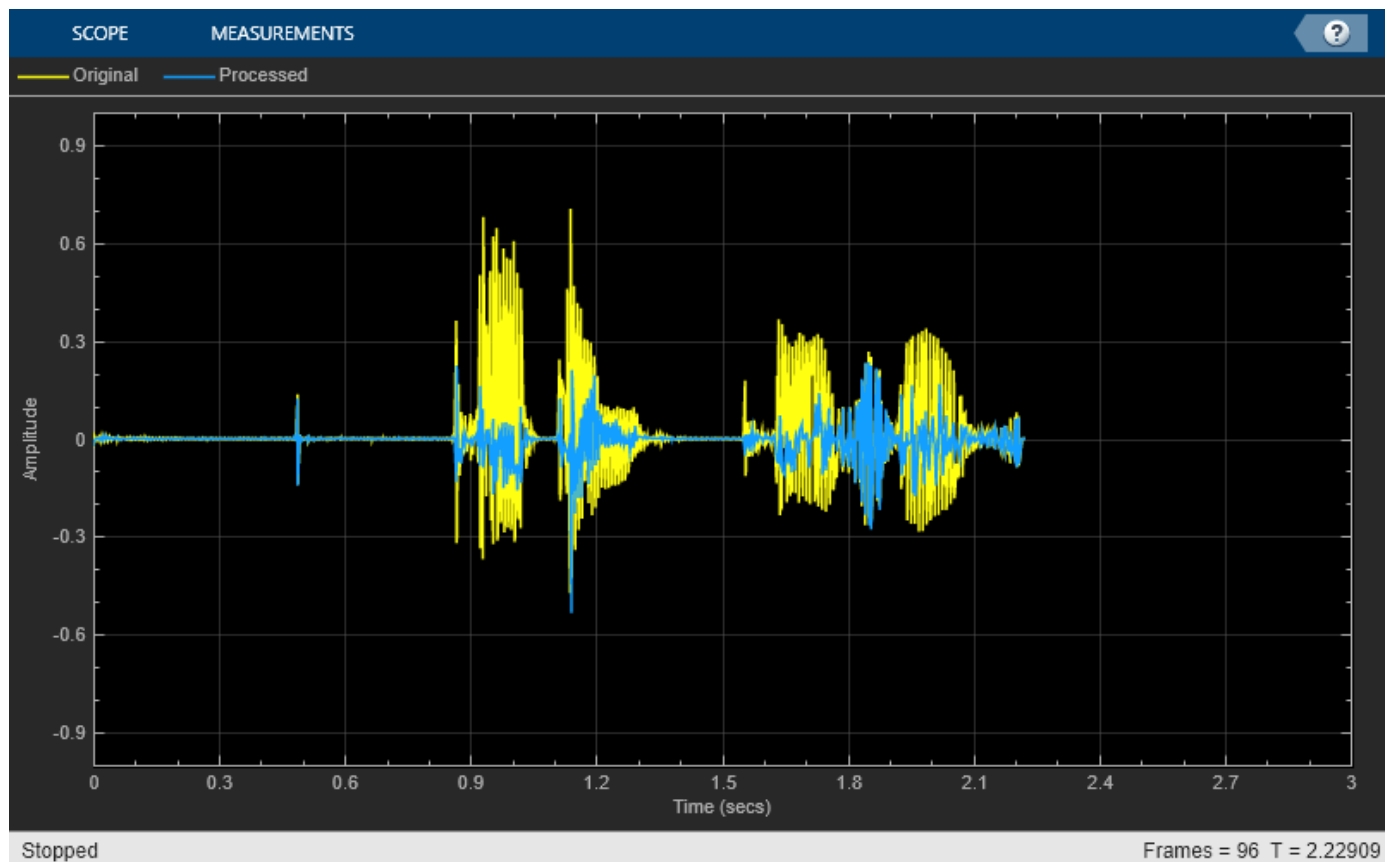 SCOPE MEASUREMENTS ?
Original Processed
0.9
0.6
0.3
0
-0.3
-0.6
-0.9
Amplitude
0 0.3 0.6 0.9 1.2 1.5 1.8 2.1 2.4 2.7 3
Time (secs)
Stopped Frames = 96 T = 2.22909